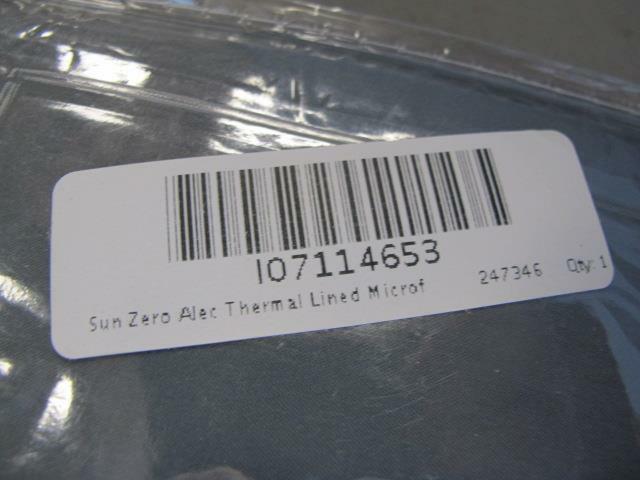 I07114653
Sun Zero Alec Thermal Lined Microf 247346 Qty: 1